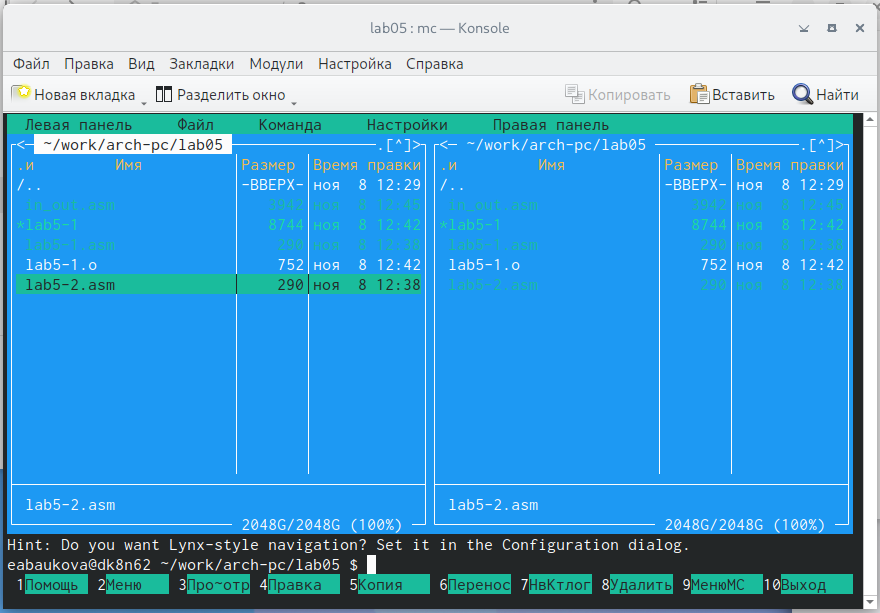 lab05 : mc — Konsole
Файл Правка Вид Закладки Модули Настройка Справка
Новая вкладка Разделить окно Копировать Вставить Найти
Левая панель Файл Команда Настройки Правая панель
<─ ~/work/arch-pc/lab05 ─.[^]> <─ ~/work/arch-pc/lab05 ─.[^]>
.и Имя Размер Время правки .и Имя Размер Время правки
/.. -ВВЕРХ- ноя 8 12:29 /.. -ВВЕРХ- ноя 8 12:29
in_out.asm 3942 ноя 8 12:45 in_out.asm 3942 ноя 8 12:45
*lab5-1 8744 ноя 8 12:42 *lab5-1 8744 ноя 8 12:42
lab5-1.asm 290 ноя 8 12:38 lab5-1.asm 290 ноя 8 12:38
lab5-1.o 752 ноя 8 12:42 lab5-1.o 752 ноя 8 12:42
lab5-2.asm 290 ноя 8 12:38 lab5-2.asm 290 ноя 8 12:38
lab5-2.asm lab5-2.asm
2048G/2048G (100%) 2048G/2048G (100%)
Hint: Do you want Lynx-style navigation? Set it in the Configuration dialog.
eabaukova@dk8n62 ~/work/arch-pc/lab05 $
1Помощь 2Меню 3Про~отр 4Правка 5Копия 6Перенос 7НвКтлог 8Удалить 9МенюМС 10Выход